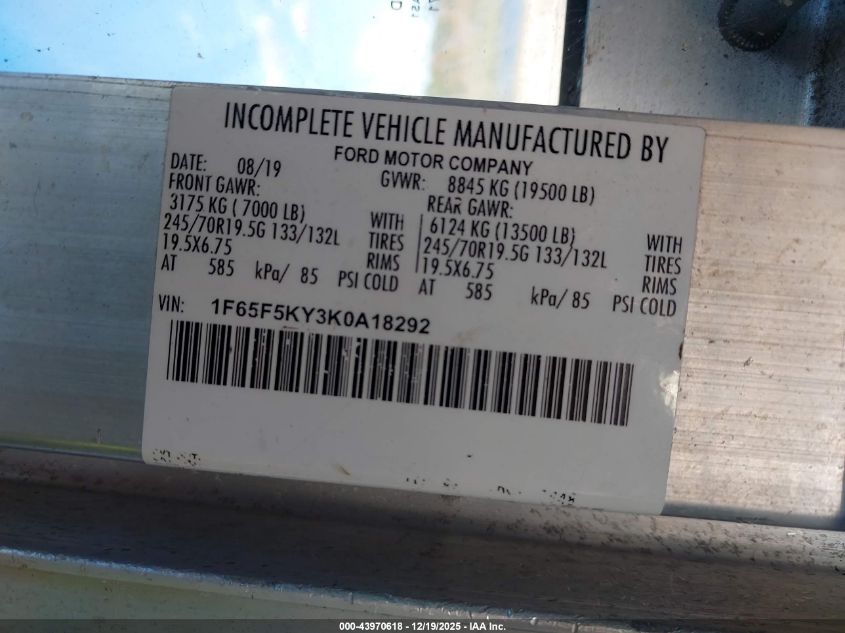 INCOMPLETE VEHICLE MANUFACTURED BY
FORD MOTOR COMPANY
DATE: 08/19 GVWR: 8845 KG (19500 LB)
FRONT GAWR: REAR GAWR:
3175 KG ( 7000 LB) WITH 6124 KG (13500 LB) WITH
245/70R19.5G 133/132L TIRES 245/70R19.5G 133/132L TIRES
19.5X6.75 RIMS 19.5X6.75 RIMS
AT 585 kPa/ 85 PSI COLD AT 585 kPa/ 85 PSI COLD
VIN: 1F65F5KY3K0A18292
000-43970618 - 12/19/2025 - IAA Inc.